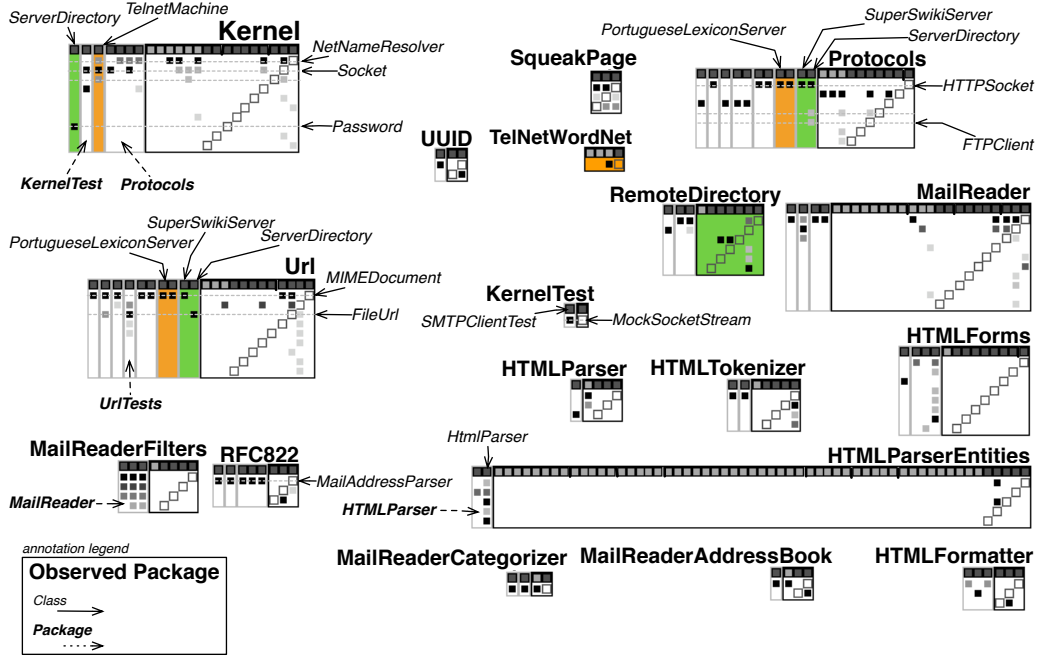 ServerDirectory
TelnetMachine
Kernel
NetNameResolver
Socket
Password
KernelTest
Protocols
SqueakPage
UUID
TelNetWordNet
PortugueseLexiconServer
SuperSwikiServer
ServerDirectory
Protocols
HTTPSocket
FTPClient
RemoteDirectory
MailReader
PortugueseLexiconServer
SuperSwikiServer
ServerDirectory
Url
MIMEDocument
FileUrl
UrlTests
KernelTest
SMTPClientTest
MockSocketStream
HTMLParser
HTMLTokenizer
HTMLForms
MailReaderFilters
MailReader
RFC822
MailAddressParser
HtmlParser
HTMLParserEntities
HTMLParser
annotation legend
Observed Package
Class
Package
MailReaderCategorizer
MailReaderAddressBook
HTMLFormatter